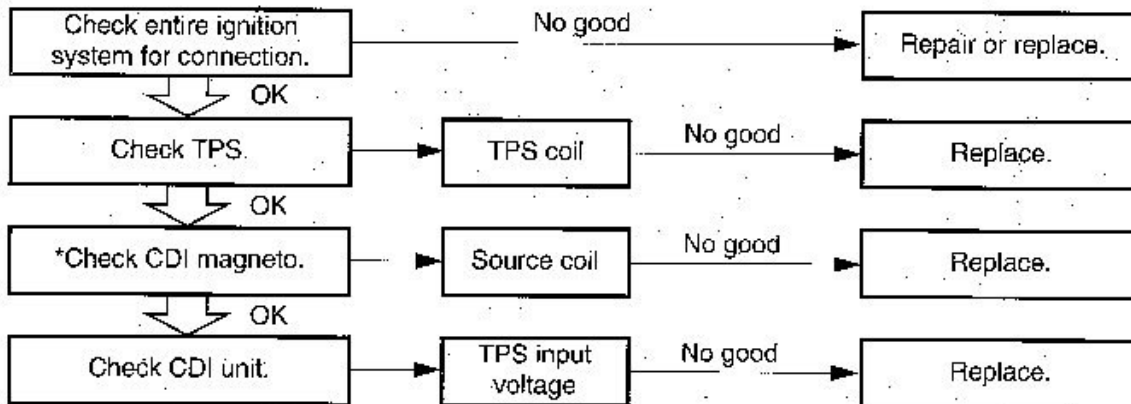 Check entire ignition
system for connection.
No good
Repair or replace.
OK
Check TPS.
TPS coil
No good
Replace.
OK
*Check CDI magneto.
Source coil
No good
Replace.
OK
Check CDI unit.
TPS input
voltage
No good
Replace.